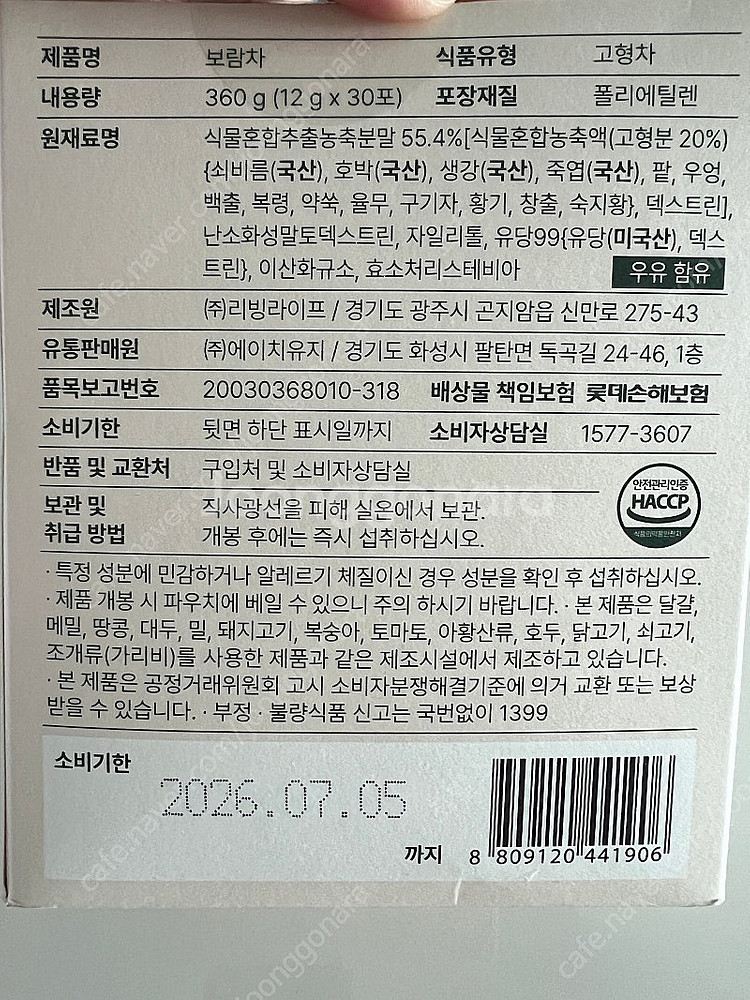 제품명 보람차 식품유형 고형차
내용량 360 g (12 g x 30포) 포장재질 폴리에틸렌
원재료명 식물혼합추출농축분말 55.4%[식물혼합농축액(고형분 20%)
{쇠비름(국산), 호박(국산), 생강(국산), 죽엽(국산), 팥, 우엉,
백출, 복령, 약쑥, 율무, 구기자, 황기, 창출, 숙지황}, 덱스트린],
난소화성말토덱스트린, 자일리톨, 유당99{유당(미국산), 덱스
트린}, 이산화규소, 효소처리스테비아 우유 함유
제조원 ㈜리빙라이프 / 경기도 광주시 곤지암읍 신만로 275-43
유통판매원 ㈜에이치유지 / 경기도 화성시 팔탄면 독곡길 24-46, 1층
품목보고번호 20030368010-318 배상물 책임보험 롯데손해보험
소비기한 뒷면 하단 표시일까지 소비자상담실 1577-3607
반품 및 교환처 구입처 및 소비자상담실
보관 및 직사광선을 피해 실온에서 보관.
취급 방법 개봉 후에는 즉시 섭취하십시오.
안전관리인증
HACCP
식품의약품안전처
· 특정 성분에 민감하거나 알레르기 체질이신 경우 성분을 확인 후 섭취하십시오.
· 제품 개봉 시 파우치에 베일 수 있으니 주의 하시기 바랍니다. · 본 제품은 달걀,
메밀, 땅콩, 대두, 밀, 돼지고기, 복숭아, 토마토, 아황산류, 호두, 닭고기, 쇠고기,
조개류(가리비)를 사용한 제품과 같은 제조시설에서 제조하고 있습니다.
· 본 제품은 공정거래위원회 고시 소비자분쟁해결기준에 의거 교환 또는 보상
받을 수 있습니다. · 부정 · 불량식품 신고는 국번없이 1399
소비기한
2026.07.05
까지
8 809120 441906